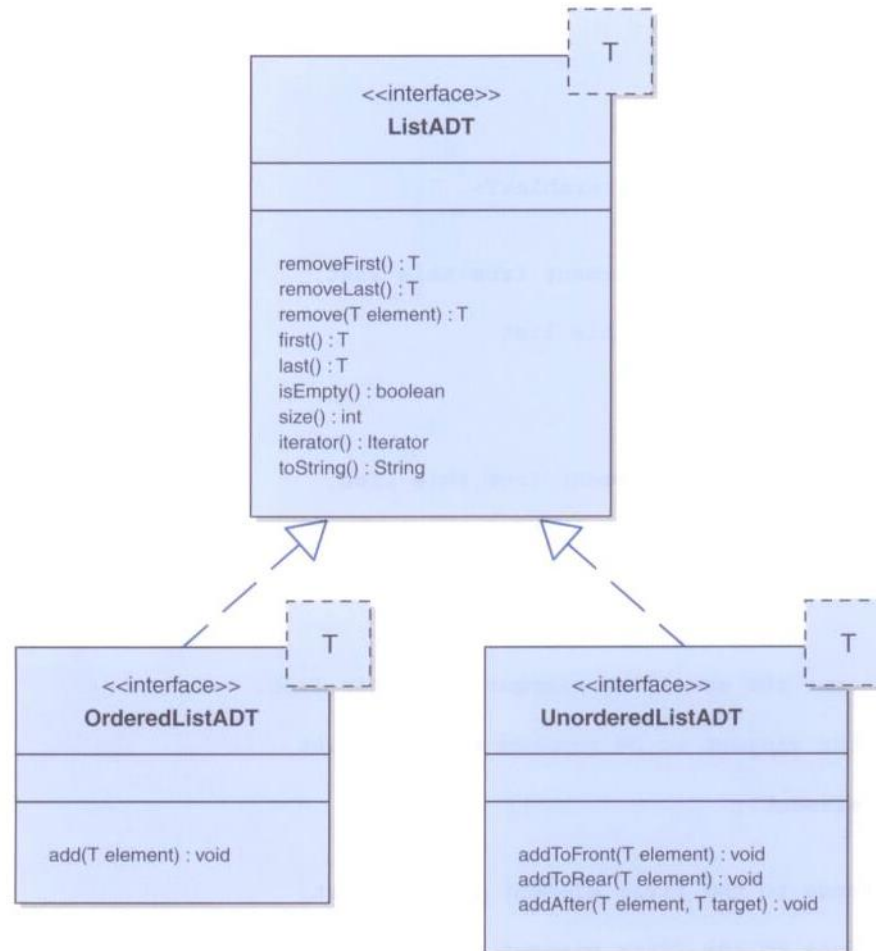 T
<<interface>>
ListADT
removeFirst() : T
removeLast() : T
remove(T element) : T
first() : T
last() : T
isEmpty() : boolean
size() : int
iterator() : Iterator
toString() : String
T
<<interface>>
OrderedListADT
add(T element) : void
T
<<interface>>
UnorderedListADT
addToFront(T element) : void
addToRear(T element) : void
addAfter(T element, T target) : void